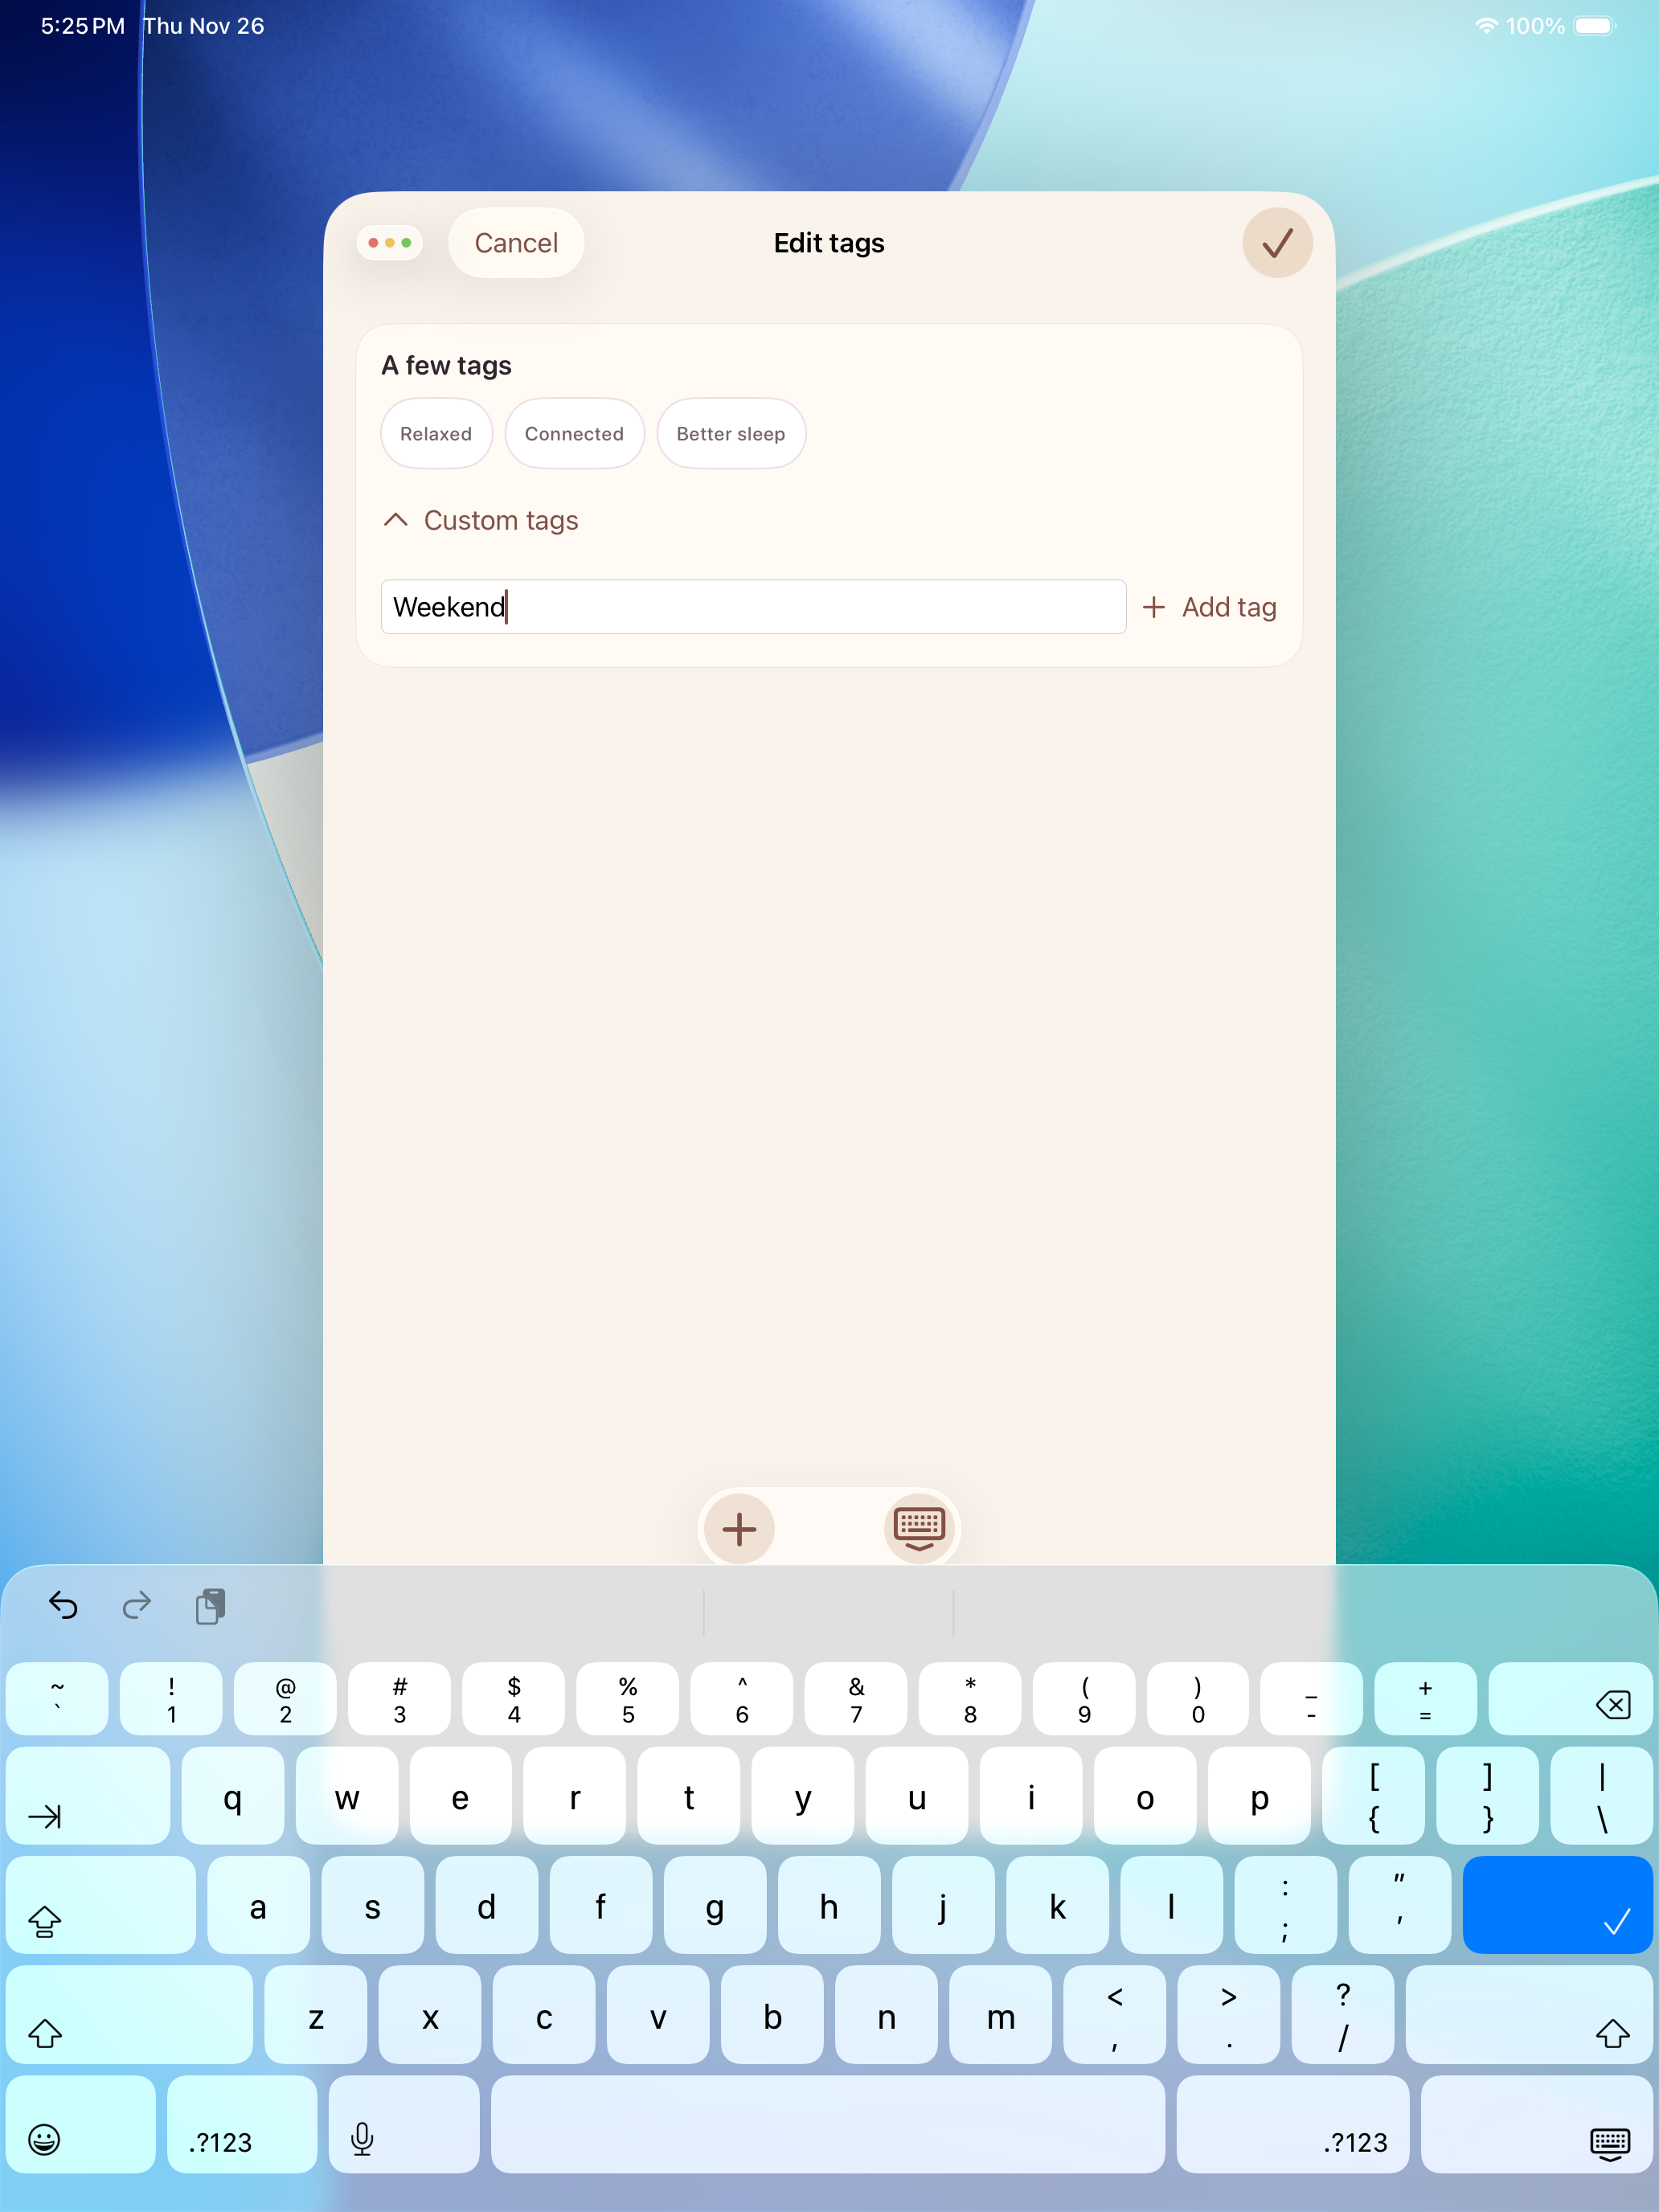 5:25 PM Thu Nov 26
100%
Cancel
Edit tags
A few tags
Relaxed
Connected
Better sleep
Custom tags
Weekend
+ Add tag
~ ! @ # $ % ^ & * ( ) _ +
` 1 2 3 4 5 6 7 8 9 0 - =
q w e r t y u i o p [ ] |
{ } \
a s d f g h j k l : "
; '
z x c v b n m < > ?
, . /
.?123
.?123